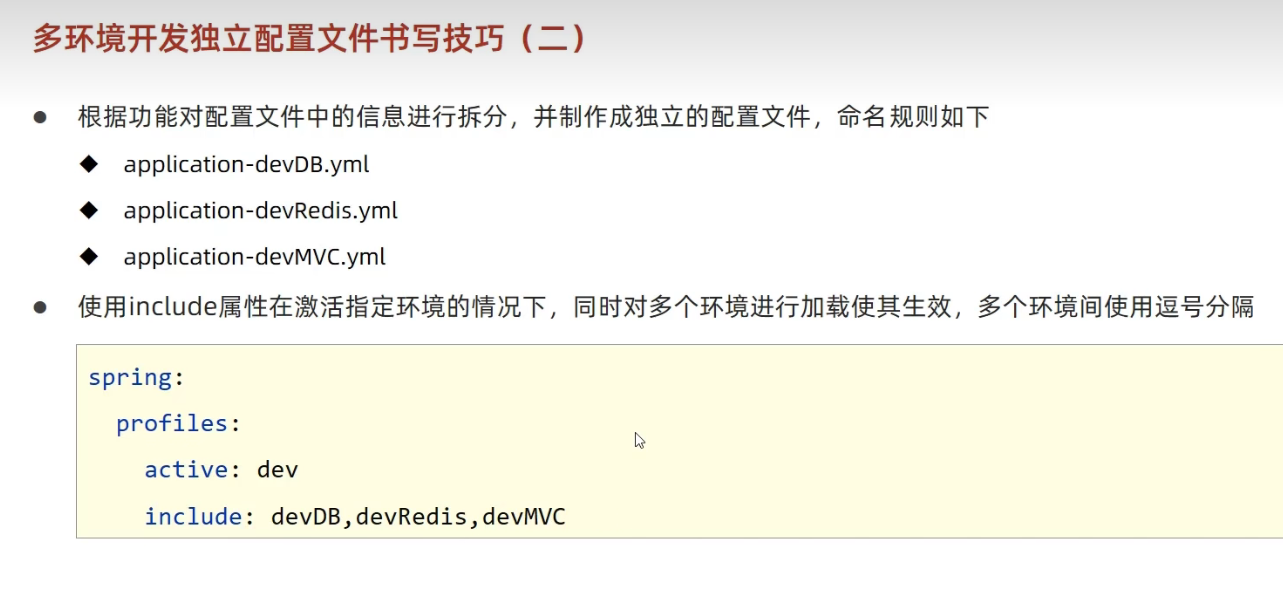 多环境开发独立配置文件书写技巧（二）
根据功能对配置文件中的信息进行拆分，并制作成独立的配置文件，命名规则如下
application-devDB.yml
application-devRedis.yml
application-devMVC.yml
使用include属性在激活指定环境的情况下，同时对多个环境进行加载使其生效，多个环境间使用逗号分隔
spring:
  profiles:
    active: dev
    include: devDB,devRedis,devMVC